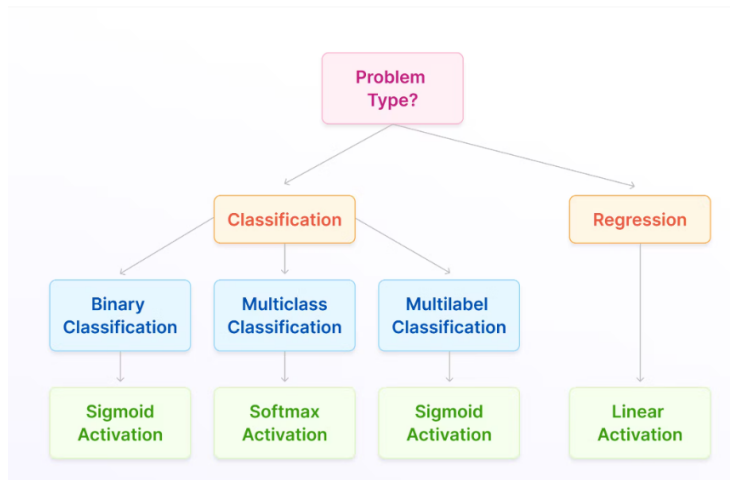 Problem
Type?
Classification
Regression
Binary
Classification
Multiclass
Classification
Multilabel
Classification
Sigmoid
Activation
Softmax
Activation
Sigmoid
Activation
Linear
Activation